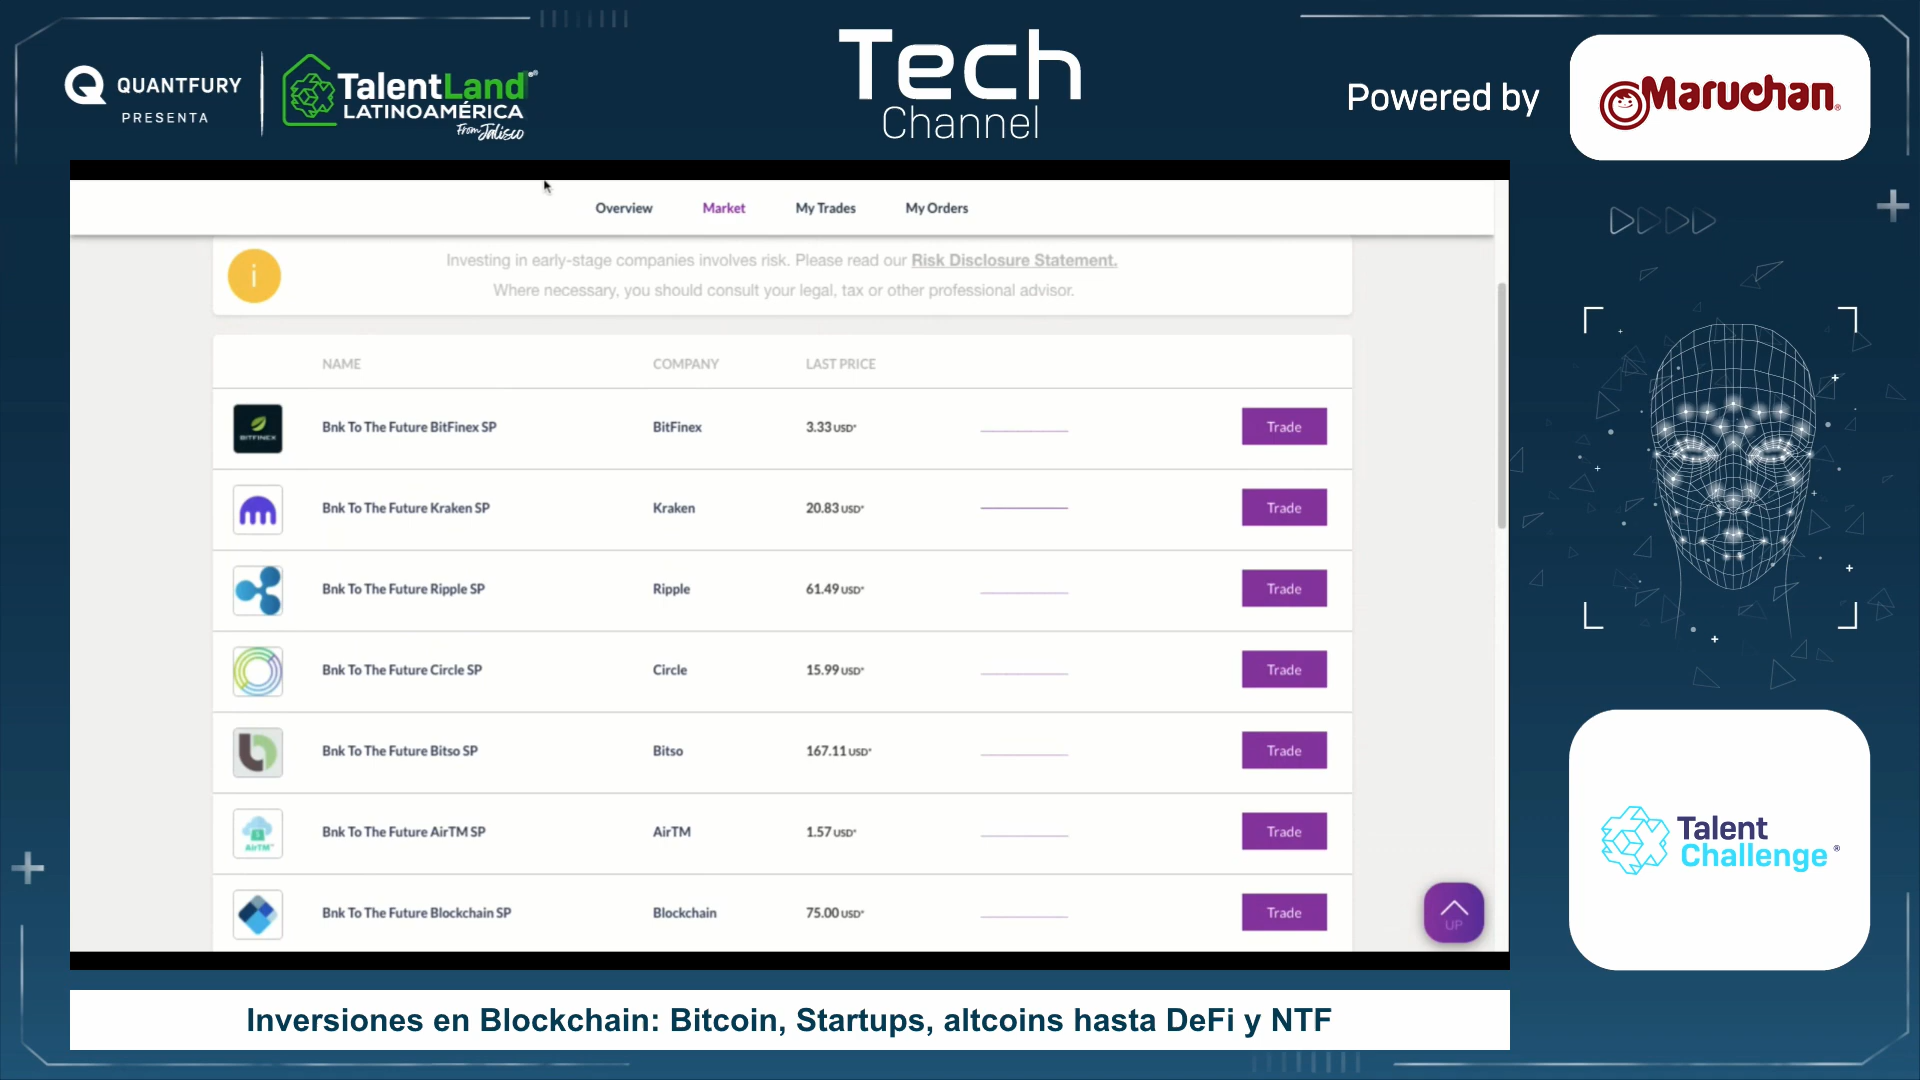 QUANTFURY
PRESENTA
TalentLand
LATINOAMÉRICA
From Jalisco
Tech
Channel
Powered by
Maruchan
Overview Market My Trades My Orders
i
Investing in early-stage companies involves risk. Please read our Risk Disclosure Statement.
Where necessary, you should consult your legal, tax or other professional advisor.
NAME COMPANY LAST PRICE
BITFINEX Bnk To The Future BitFinex SP BitFinex 3.33 USD* Trade
Bnk To The Future Kraken SP Kraken 20.83 USD* Trade
Bnk To The Future Ripple SP Ripple 61.49 USD* Trade
Bnk To The Future Circle SP Circle 15.99 USD* Trade
Bnk To The Future Bitso SP Bitso 167.11 USD* Trade
AirTM Bnk To The Future AirTM SP AirTM 1.57 USD* Trade
Bnk To The Future Blockchain SP Blockchain 75.00 USD* Trade
UP
Talent
Challenge
Inversiones en Blockchain: Bitcoin, Startups, altcoins hasta DeFi y NTF